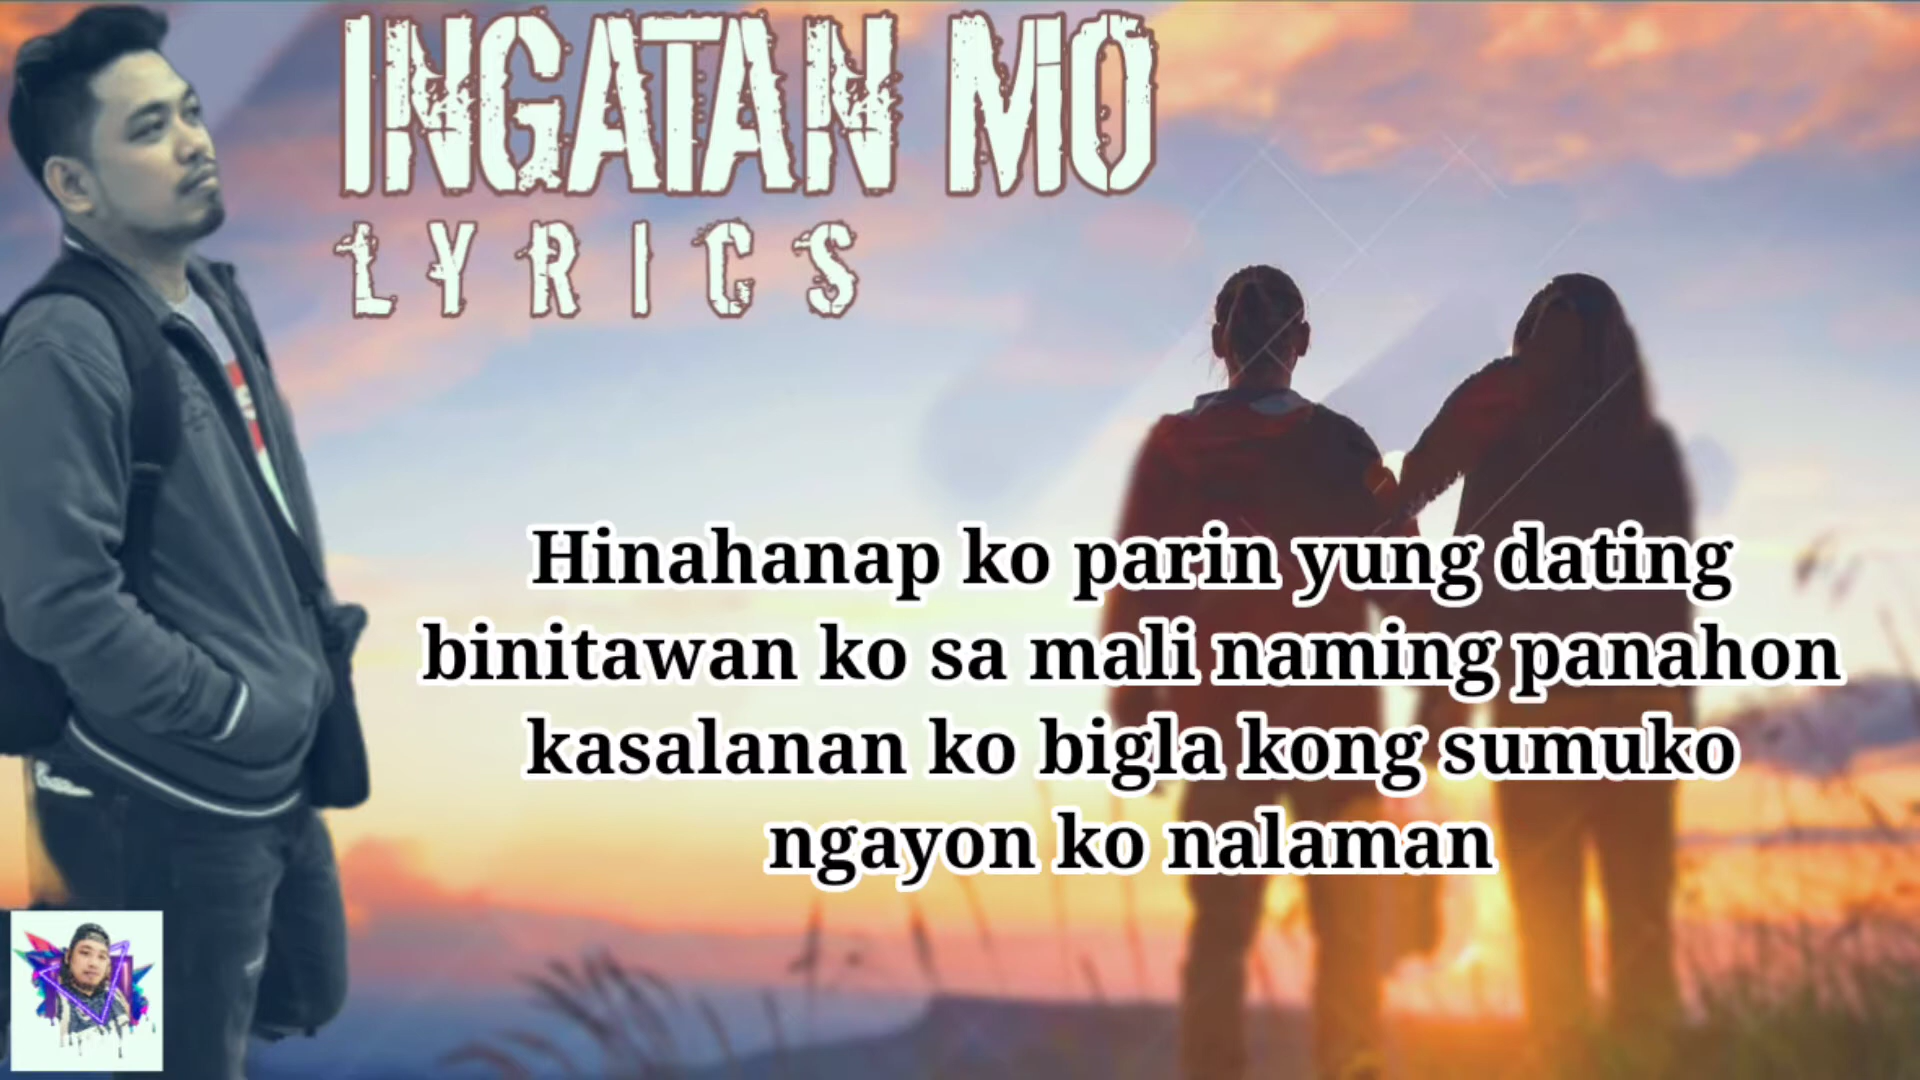 INGATAN MO
LYRICS
Hinahanap ko parin yung dating
binitawan ko sa mali naming panahon
kasalanan ko bigla kong sumuko
ngayon ko nalaman